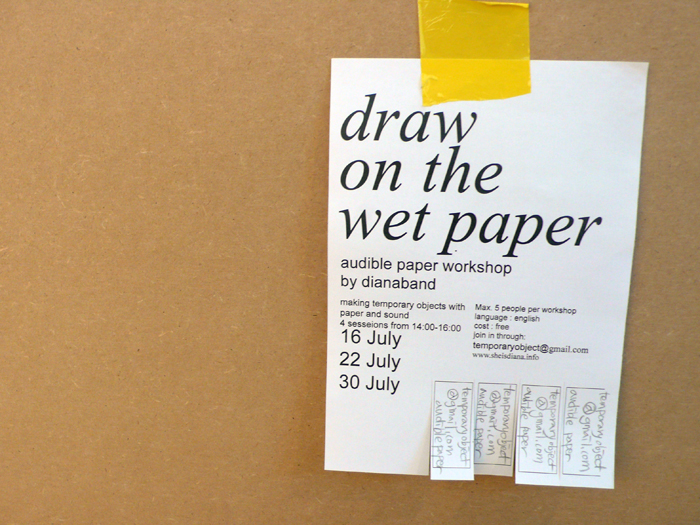 draw
on the
wet paper
audible paper workshop
by dianaband
making temporary objects with
paper and sound
4 sesseions from 14:00-16:00
16 July
22 July
30 July
Max. 5 people per workshop
language : english
cost : free
join in through:
temporaryobject@gmail.com
www.sheisdiana.info
temporaryobject
@gmail.com
audible paper
temporaryobject
@gmail.com
audible paper
temporaryobject
@gmail.com
audible paper
temporaryobject
@gmail.com
audible paper